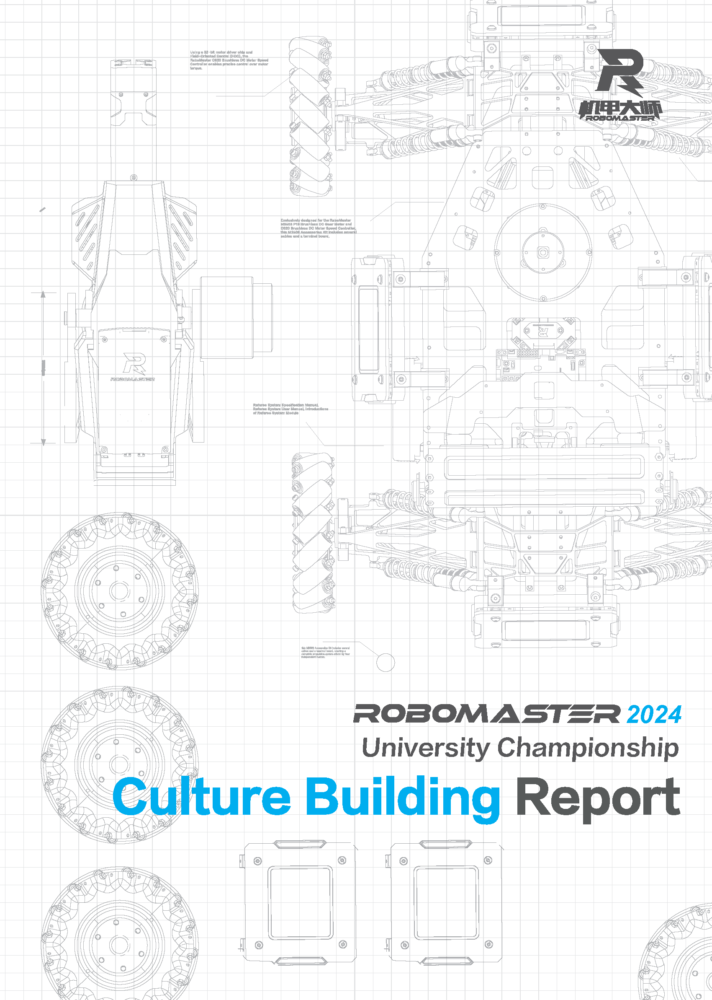 Using a 32-bit motor driver chip and
Field-Oriented Control (FOC), the
RoboMaster C620 Brushless DC Motor Speed
Controller enables precise control over motor
torque.
机甲大师
ROBOMASTER
Exclusively designed for the RoboMaster
M3508 P19 Brushless DC Gear Motor and
C620 Brushless DC Motor Speed Controller,
this M3508 Accessories Kit includes several
cables and a terminal board.
ROBOMASTER
Referee System Specification Manual,
Referee System User Manual, Introductions
of Referee System Module
this M3508 Accessories Kit includes several
cables and a terminal board, creating a
complete propulsion system driven by four
independent motors.
ROBOMASTER 2024
University Championship
Culture Building Report